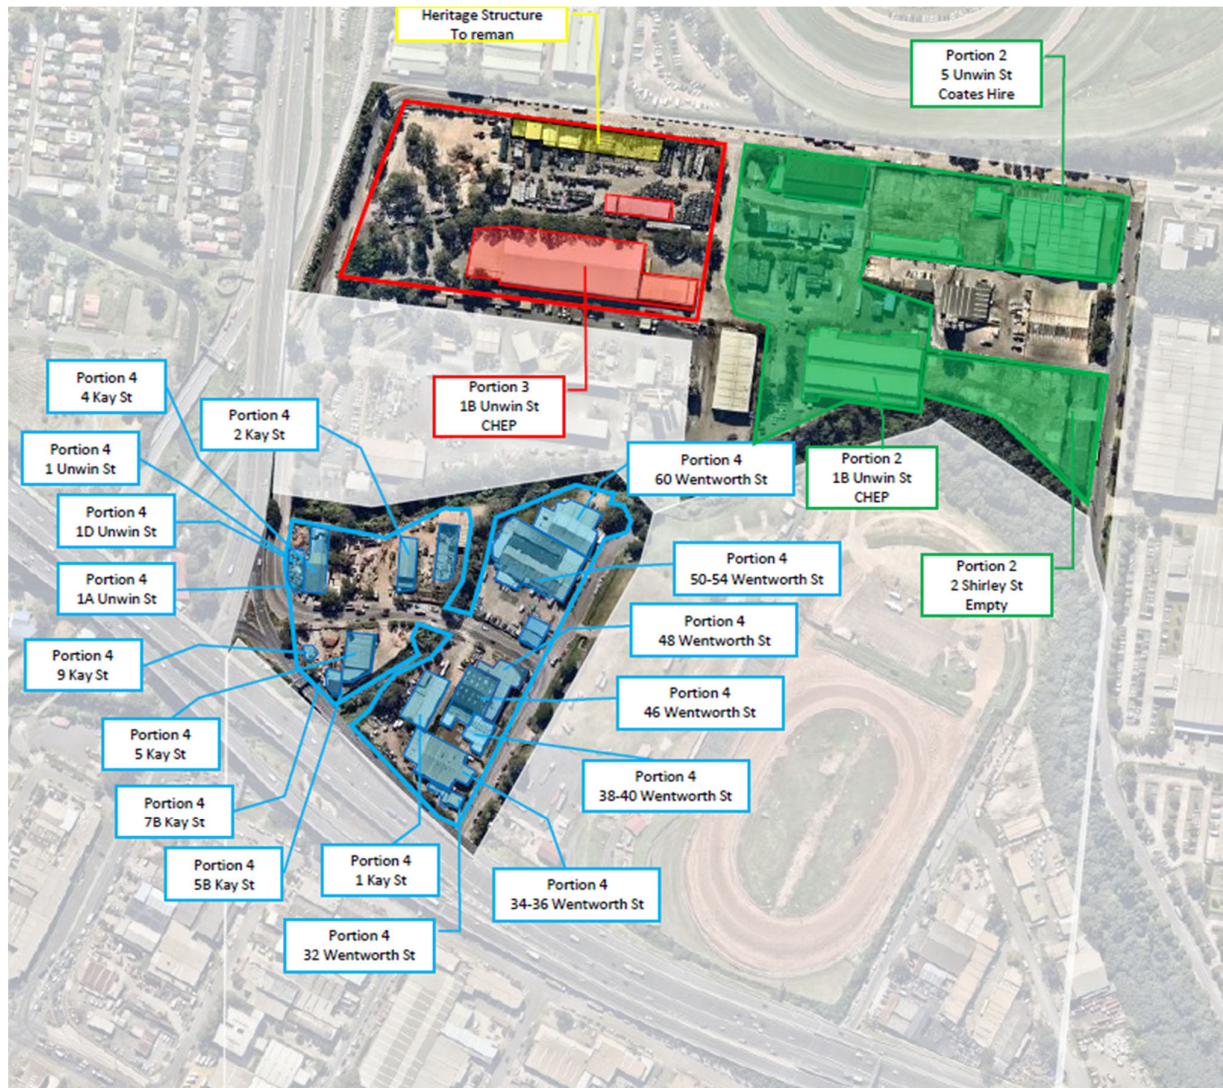 Heritage Structure
To reman
Portion 2
5 Unwin St
Coates Hire
Portion 4
4 Kay St
Portion 4
2 Kay St
Portion 3
1B Unwin St
CHEP
Portion 4
1 Unwin St
Portion 4
60 Wentworth St
Portion 2
1B Unwin St
CHEP
Portion 4
1D Unwin St
Portion 4
50-54 Wentworth St
Portion 2
2 Shirley St
Empty
Portion 4
1A Unwin St
Portion 4
48 Wentworth St
Portion 4
9 Kay St
Portion 4
46 Wentworth St
Portion 4
5 Kay St
Portion 4
38-40 Wentworth St
Portion 4
7B Kay St
Portion 4
5B Kay St
Portion 4
1 Kay St
Portion 4
34-36 Wentworth St
Portion 4
32 Wentworth St